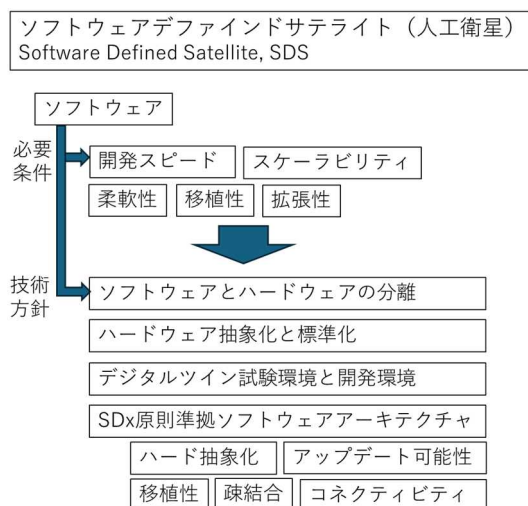 ソフトウェアデファインドサテライト（人工衛星）
Software Defined Satellite, SDS
ソフトウェア
必要
条件
開発スピード
スケーラビリティ
柔軟性
移植性
拡張性
技術
方針
ソフトウェアとハードウェアの分離
ハードウェア抽象化と標準化
デジタルツイン試験環境と開発環境
SDx原則準拠ソフトウェアアーキテクチャ
ハード抽象化
アップデート可能性
移植性
疎結合
コネクティビティ